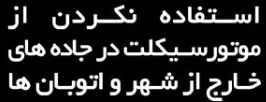 استفاده نکردن از
موتورسیکلت در جاده های
خارج از شهر و اتوبان ها